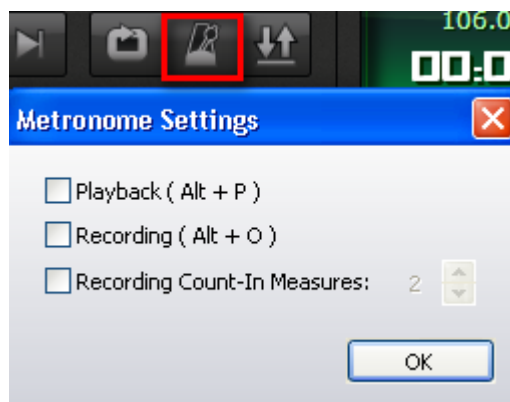 106.0
00:0
Metronome Settings
Playback ( Alt + P )
Recording ( Alt + O )
Recording Count-In Measures: 2
OK